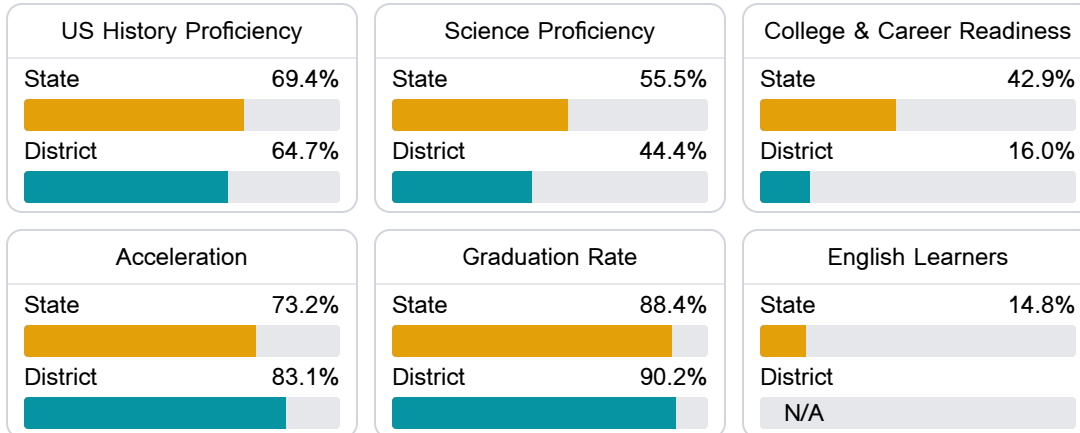 US History Proficiency
State 69.4%
District 64.7%
Science Proficiency
State 55.5%
District 44.4%
College & Career Readiness
State 42.9%
District 16.0%
Acceleration
State 73.2%
District 83.1%
Graduation Rate
State 88.4%
District 90.2%
English Learners
State 14.8%
District
N/A